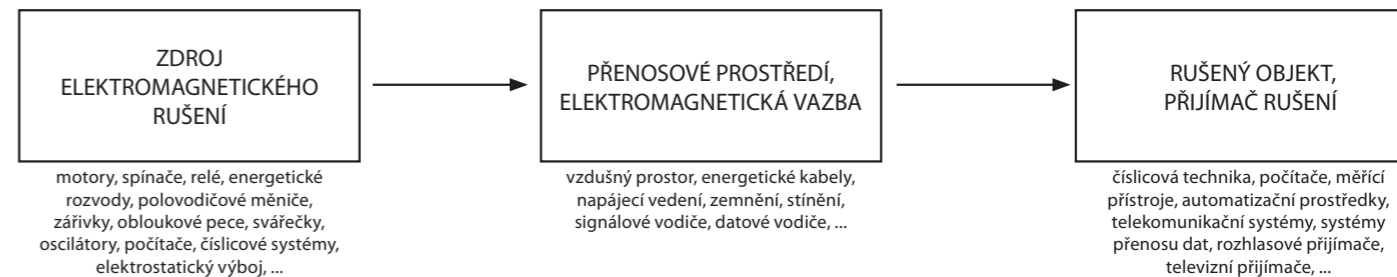 ZDROJ
ELEKTROMAGNETICKÉHO
RUŠENÍ
motory, spínače, relé, energetické
rozvody, polovodičové měniče,
zářivky, obloukové pece, svářečky,
oscilátory, počítače, číslicové systémy,
elektrostatický výboj, ...
PŘENOSOVÉ PROSTŘEDÍ,
ELEKTROMAGNETICKÁ VAZBA
vzdušný prostor, energetické kabely,
napájecí vedení, zemnění, stínění,
signálové vodiče, datové vodiče, ...
RUŠENÝ OBJEKT,
PŘIJÍMAČ RUŠENÍ
číslicová technika, počítače, měřící
přístroje, automatizační prostředky,
telekomunikační systémy, systémy
přenosu dat, rozhlasové přijímače,
televizní přijímače, ...